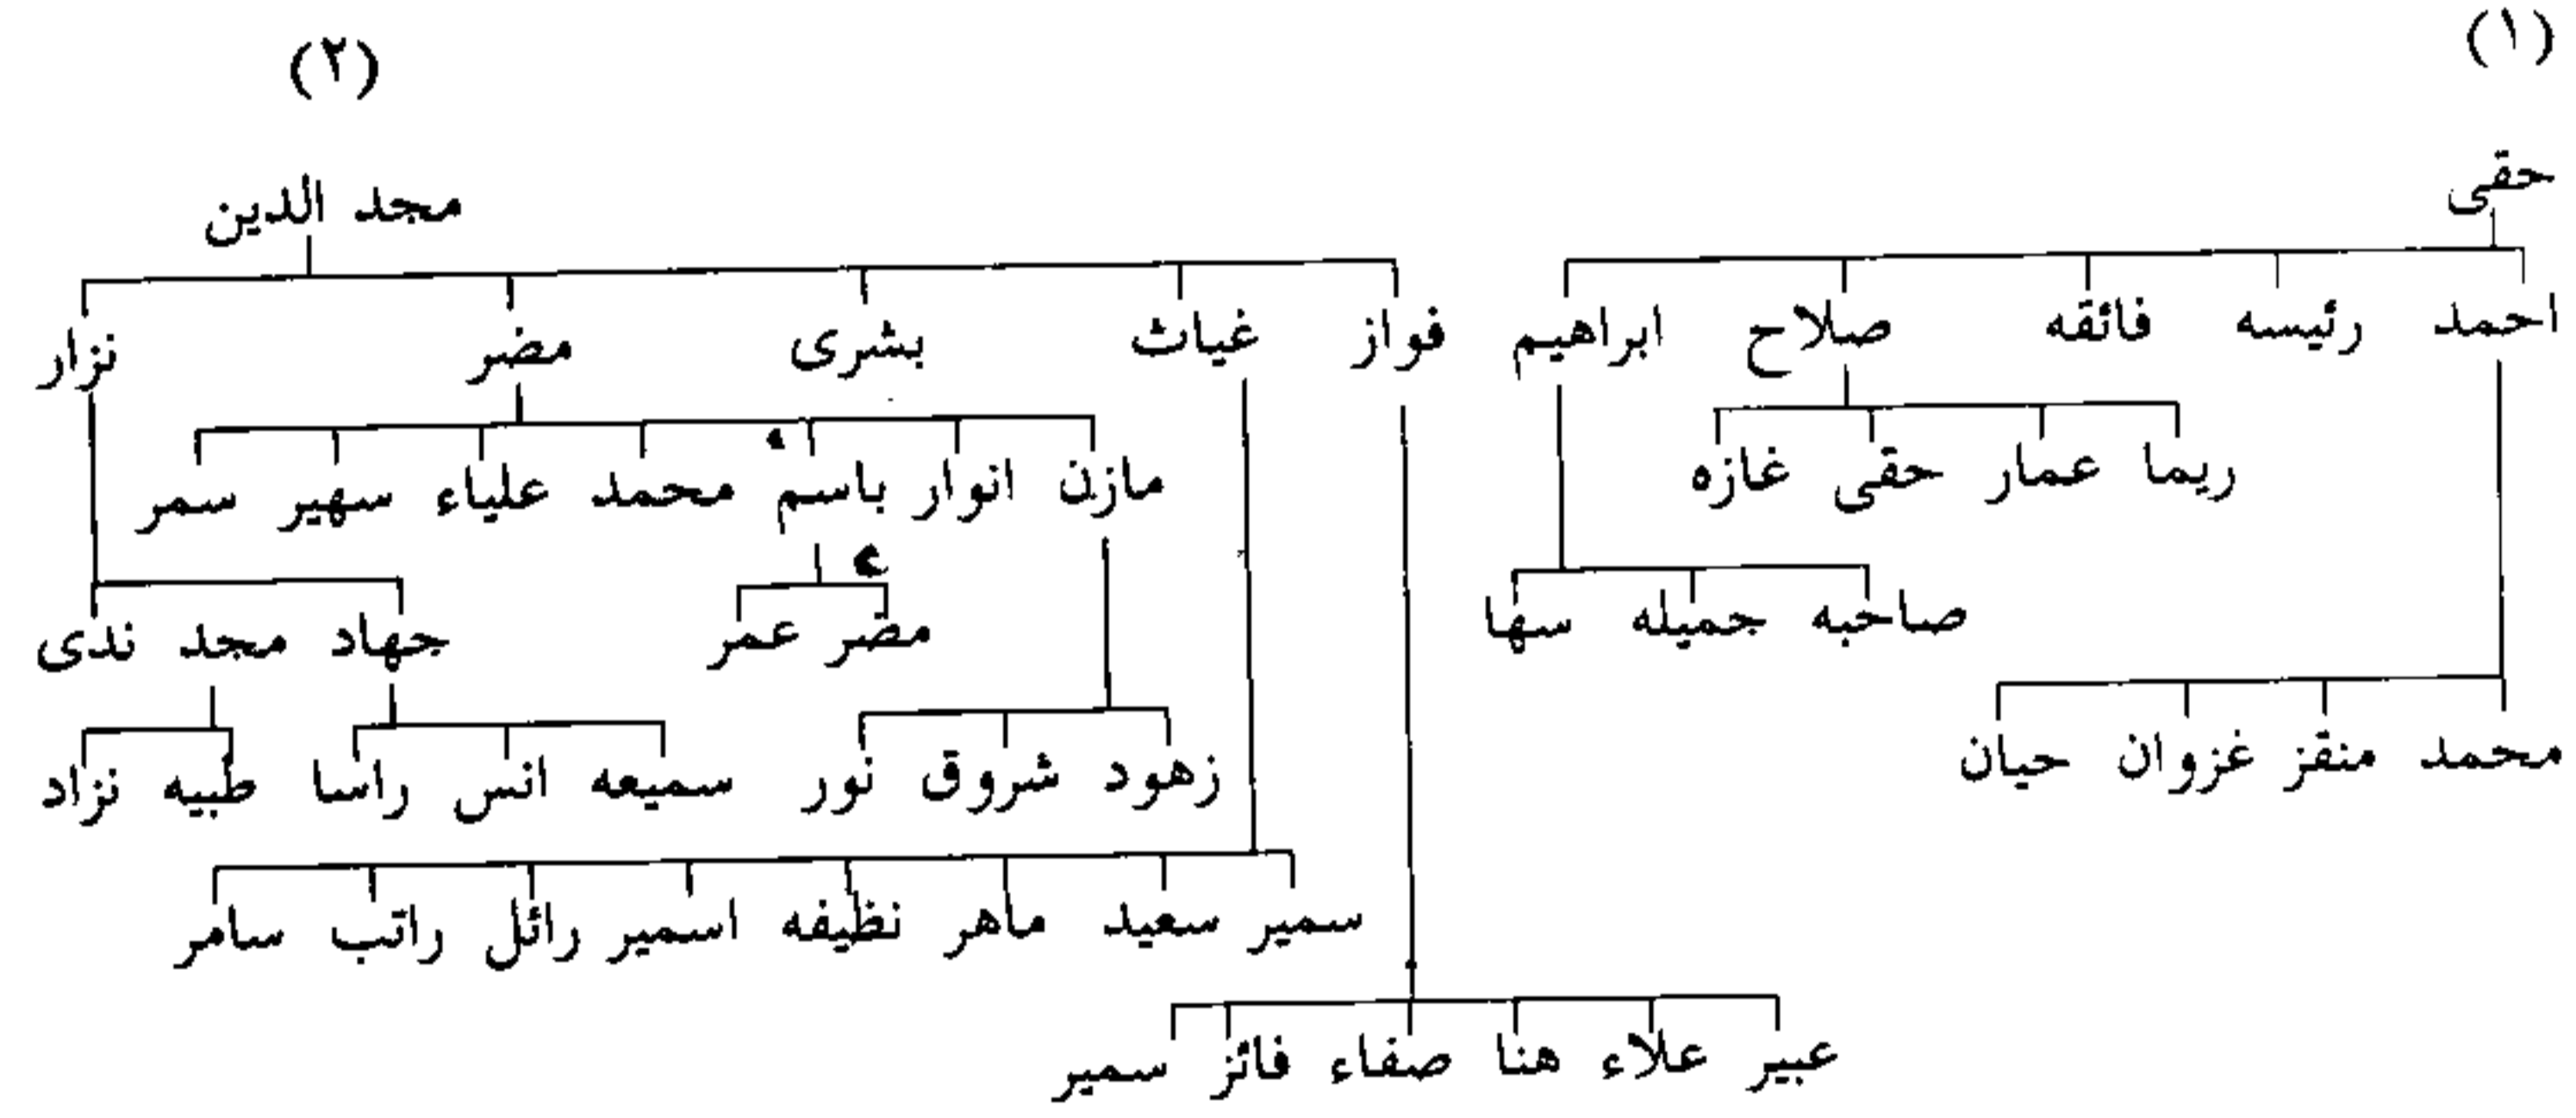 (١) (٢)
حقى مجد الدين
احمد رئيسه فائقه صلاح ابراهيم فواز غياث بشرى مضر نزار
ريما عمار حقى غازه مازن انوار باسم محمد علياء سهير سمر
صاحبه جميله سها مضر عمر جهاد مجد ندى
محمد منقز غزوان حيان زهود شروق نور سميعه انس راسا طبيه نزاد
سمير سعيد ماهر نظيفه اسمير رائل راتب سامر
عبير علاء هنا صفاء فائز سمير